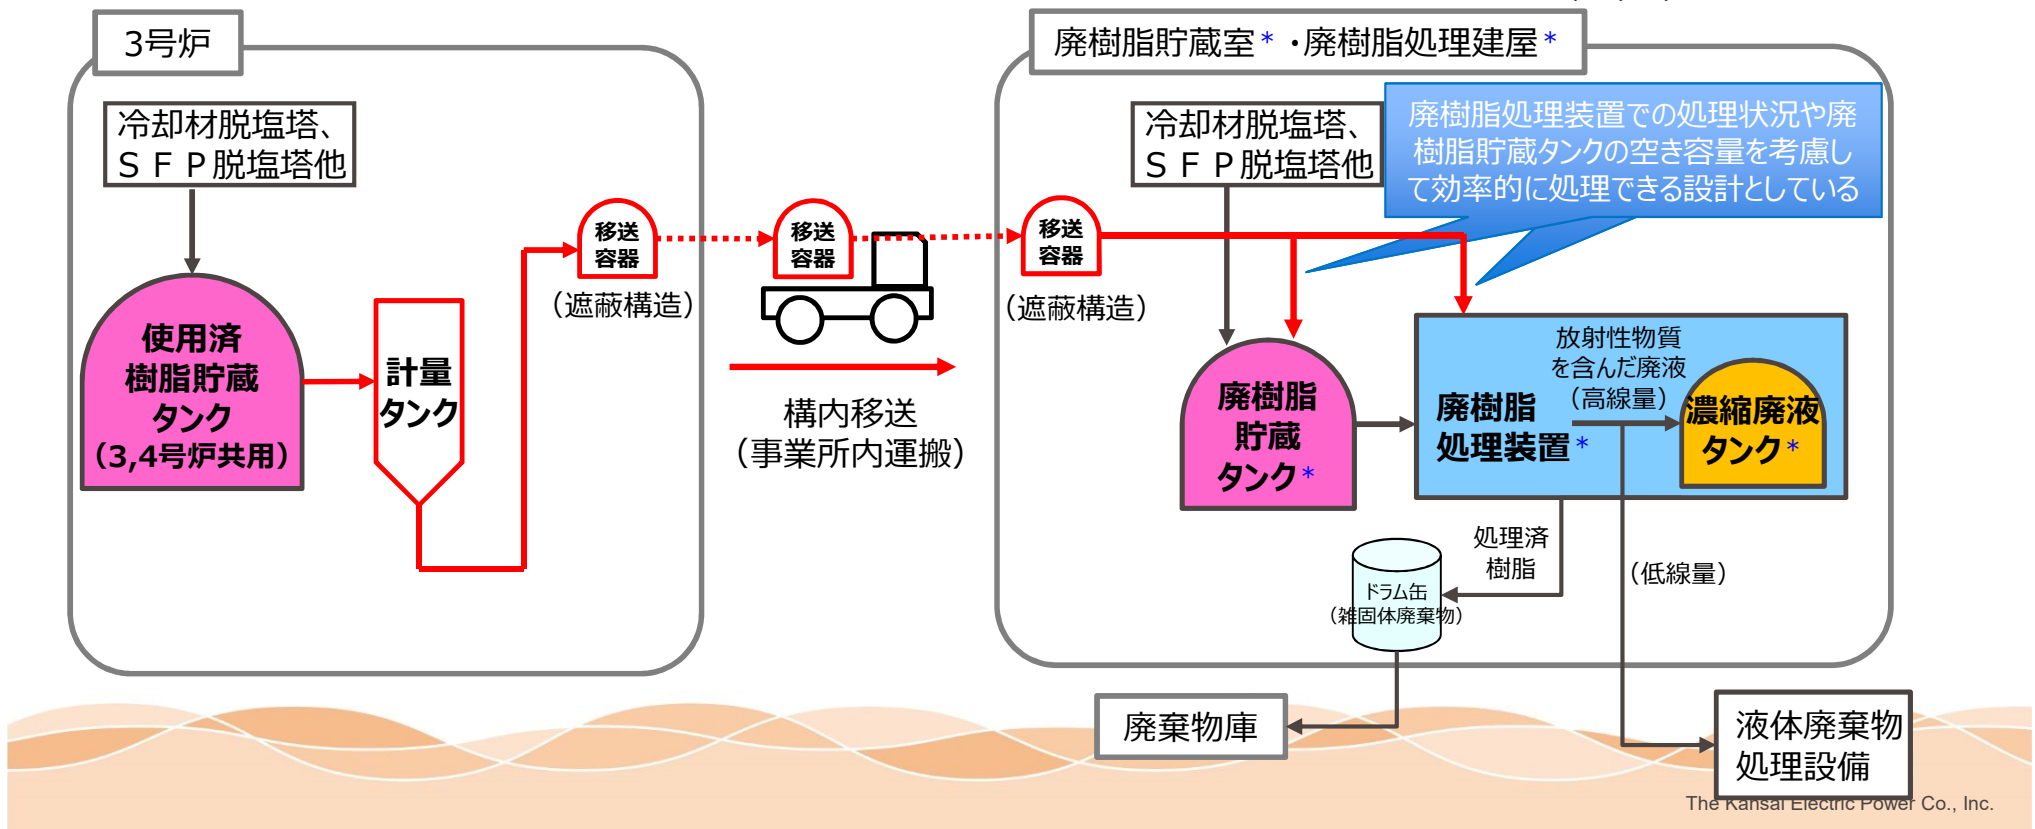 3号炉
冷却材脱塩塔、
ＳＦＰ脱塩塔他
使用済
樹脂貯蔵
タンク
（3,4号炉共用）
計量
タンク
移送
容器
（遮蔽構造）
移送
容器
構内移送
（事業所内運搬）
廃樹脂貯蔵室*・廃樹脂処理建屋*
移送
容器
（遮蔽構造）
冷却材脱塩塔、
ＳＦＰ脱塩塔他
廃樹脂処理装置での処理状況や廃
樹脂貯蔵タンクの空き容量を考慮し
て効率的に処理できる設計としている
廃樹脂
貯蔵
タンク*
廃樹脂
処理装置*
放射性物質
を含んだ廃液
（高線量）
濃縮廃液
タンク*
処理済
樹脂
（低線量）
ドラム缶
（雑固体廃棄物）
廃棄物庫
液体廃棄物
処理設備
The Kansai Electric Power Co., Inc.